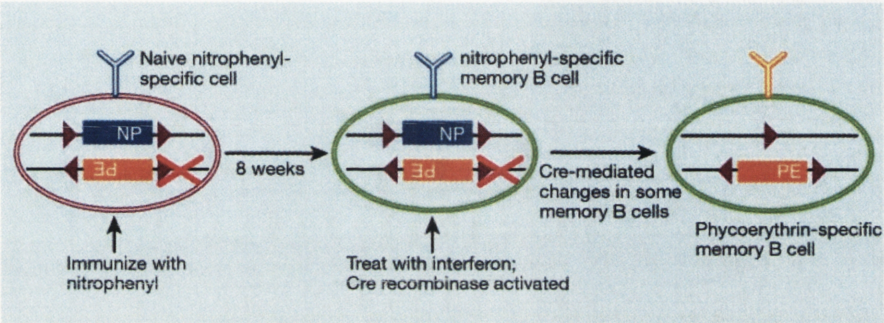 Naive nitrophenyl-
specific cell
NP
PE
Immunize with
nitrophenyl
8 weeks
nitrophenyl-specific
memory B cell
NP
PE
Treat with interferon;
Cre recombinase activated
Cre-mediated
changes in some
memory B cells
PE
Phycoerythrin-specific
memory B cell